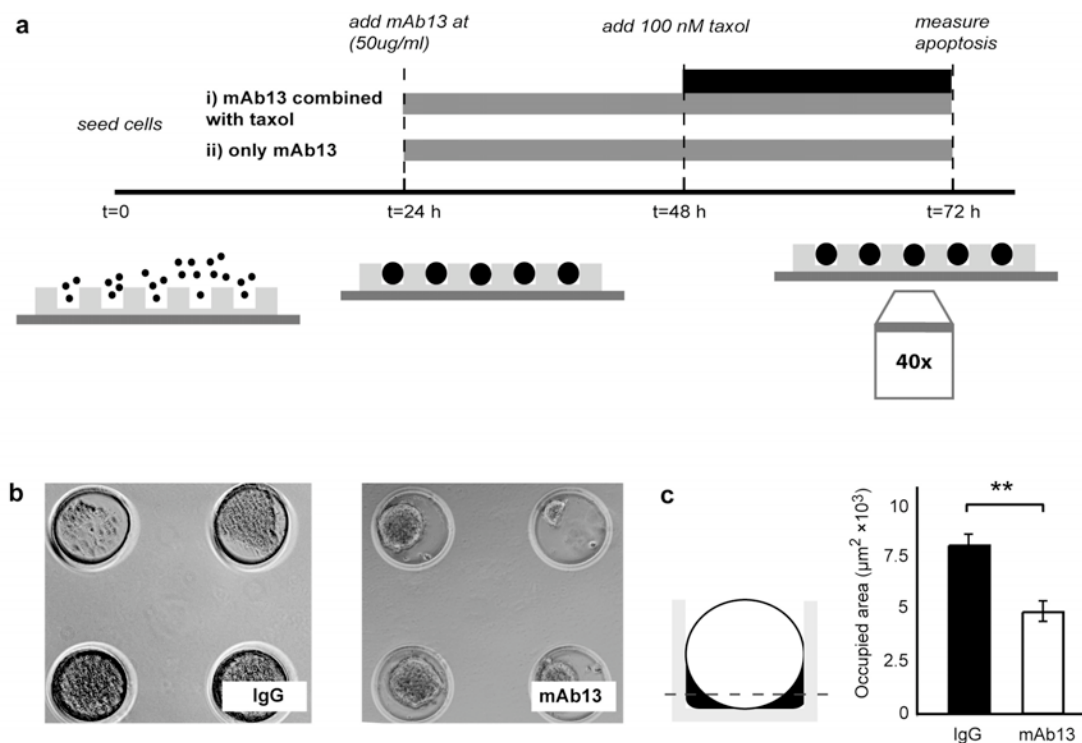 a
add mAb13 at
(50ug/ml)
add 100 nM taxol
measure
apoptosis
seed cells
i) mAb13 combined
with taxol
ii) only mAb13
t=0
t=24 h
t=48 h
t=72 h
40x
b
IgG
mAb13
c
Occupied area (µm² ×10³)
**
10
7.5
5
2.5
0
IgG
mAb13